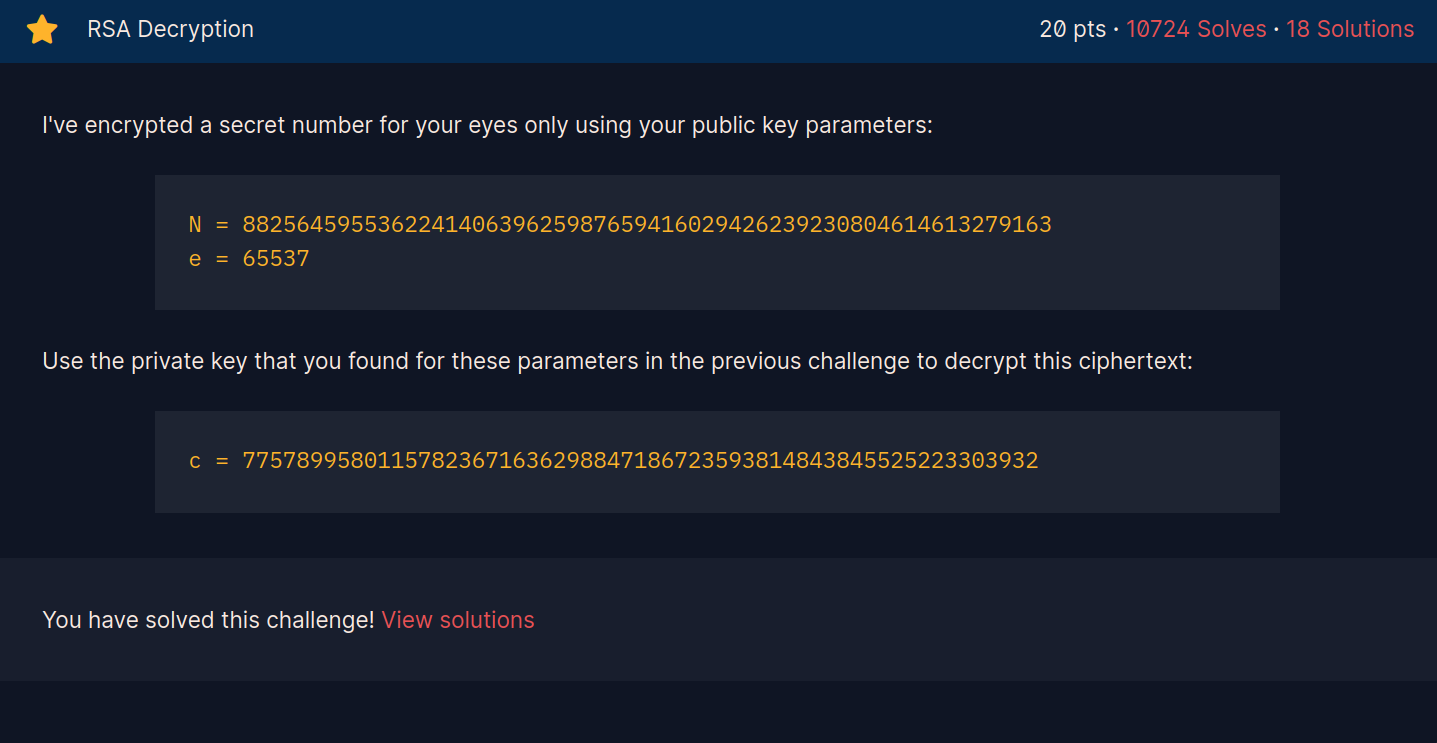 RSA Decryption
20 pts · 10724 Solves · 18 Solutions
I've encrypted a secret number for your eyes only using your public key parameters:
N = 882564595536224140639625987659416029426239230804614613279163
e = 65537
Use the private key that you found for these parameters in the previous challenge to decrypt this ciphertext:
c = 77578995801157823671636298847186723593814843845525223303932
You have solved this challenge! View solutions